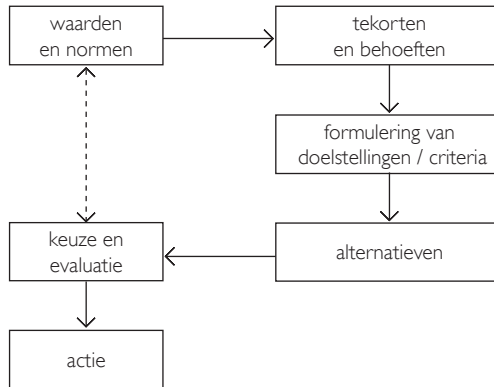 waarden
en normen
tekorten
en behoeften
formulering van
doelstellingen / criteria
keuze en
evaluatie
alternatieven
actie